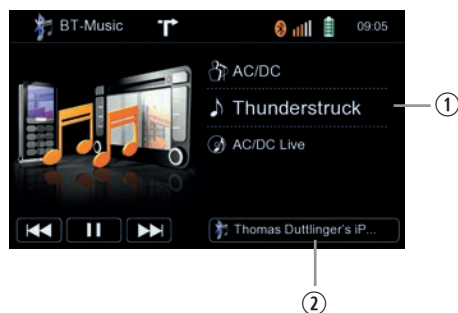 BT-Music
09:05
AC/DC
Thunderstruck
AC/DC Live
Thomas Duttlinger's iP...
1
2